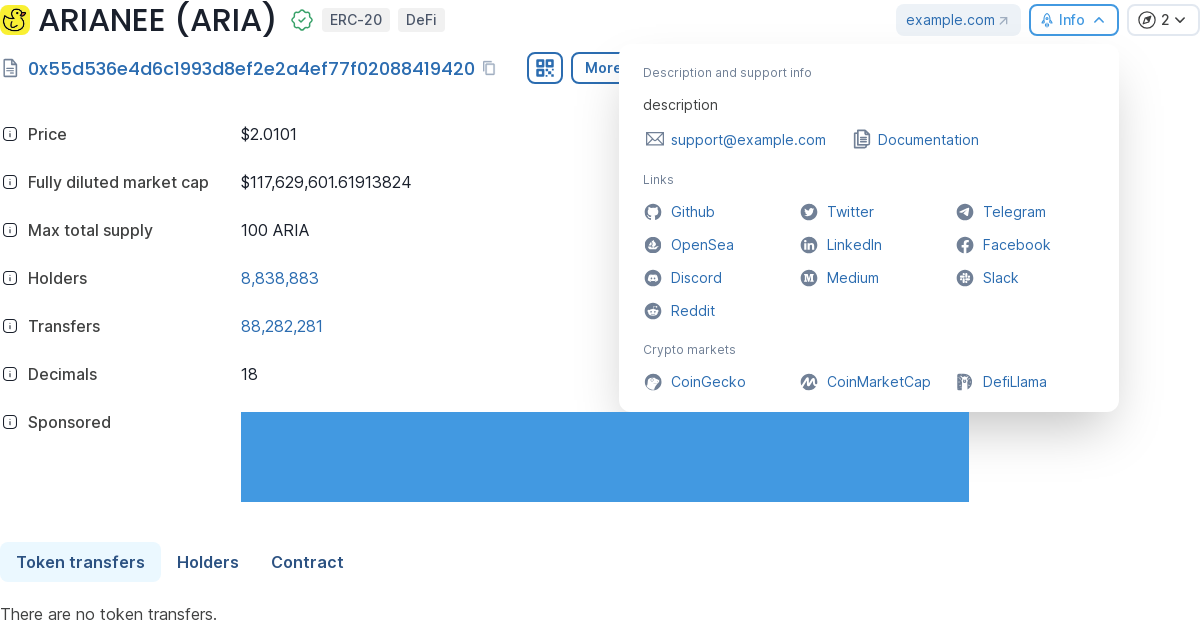 ARIANEE (ARIA) ERC-20 DeFi example.com Info 2
0x55d536e4d6c1993d8ef2e2a4ef77f02088419420 More
Description and support info
description
support@example.com Documentation
Links
Github Twitter Telegram
OpenSea LinkedIn Facebook
Discord Medium Slack
Reddit
Crypto markets
CoinGecko CoinMarketCap DefiLlama
Price $2.0101
Fully diluted market cap $117,629,601.61913824
Max total supply 100 ARIA
Holders 8,838,883
Transfers 88,282,281
Decimals 18
Sponsored
Token transfers Holders Contract
There are no token transfers.